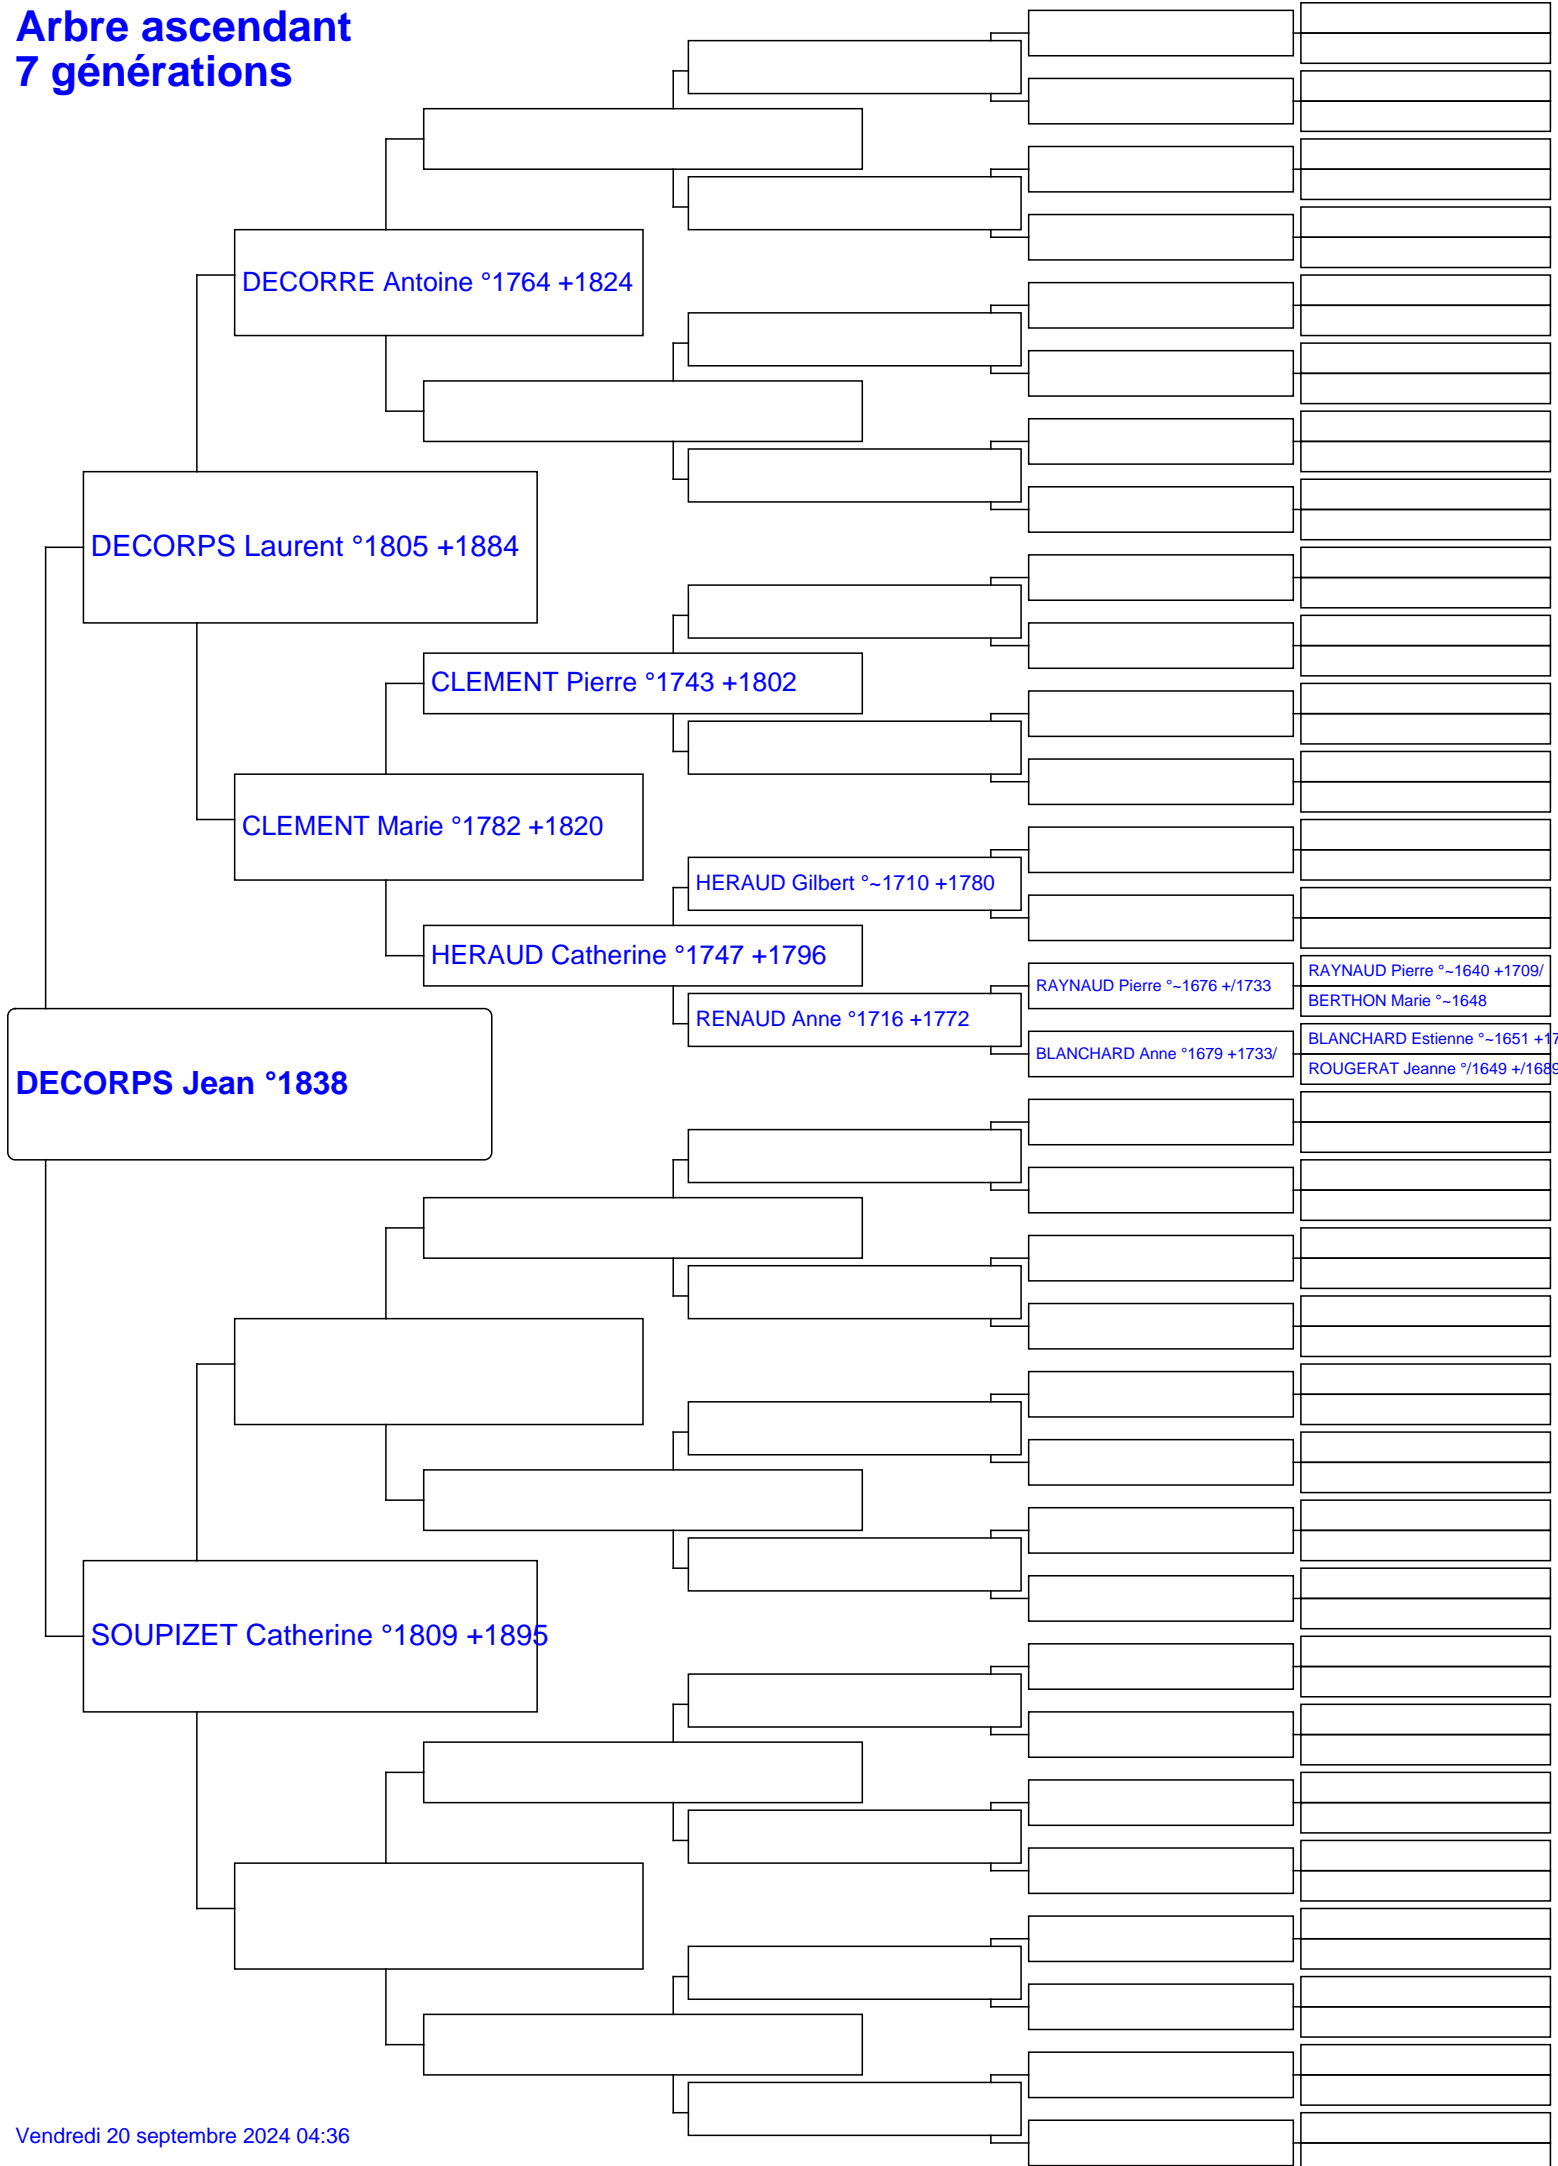 Arbre ascendant
7 générations
DECORRE Antoine °1764 +1824
DECORPS Laurent °1805 +1884
CLEMENT Pierre °1743 +1802
CLEMENT Marie °1782 +1820
HERAUD Gilbert °~1710 +1780
HERAUD Catherine °1747 +1796
RAYNAUD Pierre °~1640 +1709/
RAYNAUD Pierre °~1676 +/1733
BERTHON Marie °~1648
RENAUD Anne °1716 +1772
BLANCHARD Estienne °~1651 +17
BLANCHARD Anne °1679 +1733/
ROUGERAT Jeanne °/1649 +/1689
DECORPS Jean °1838
SOUPIZET Catherine °1809 +1895
Vendredi 20 septembre 2024 04:36